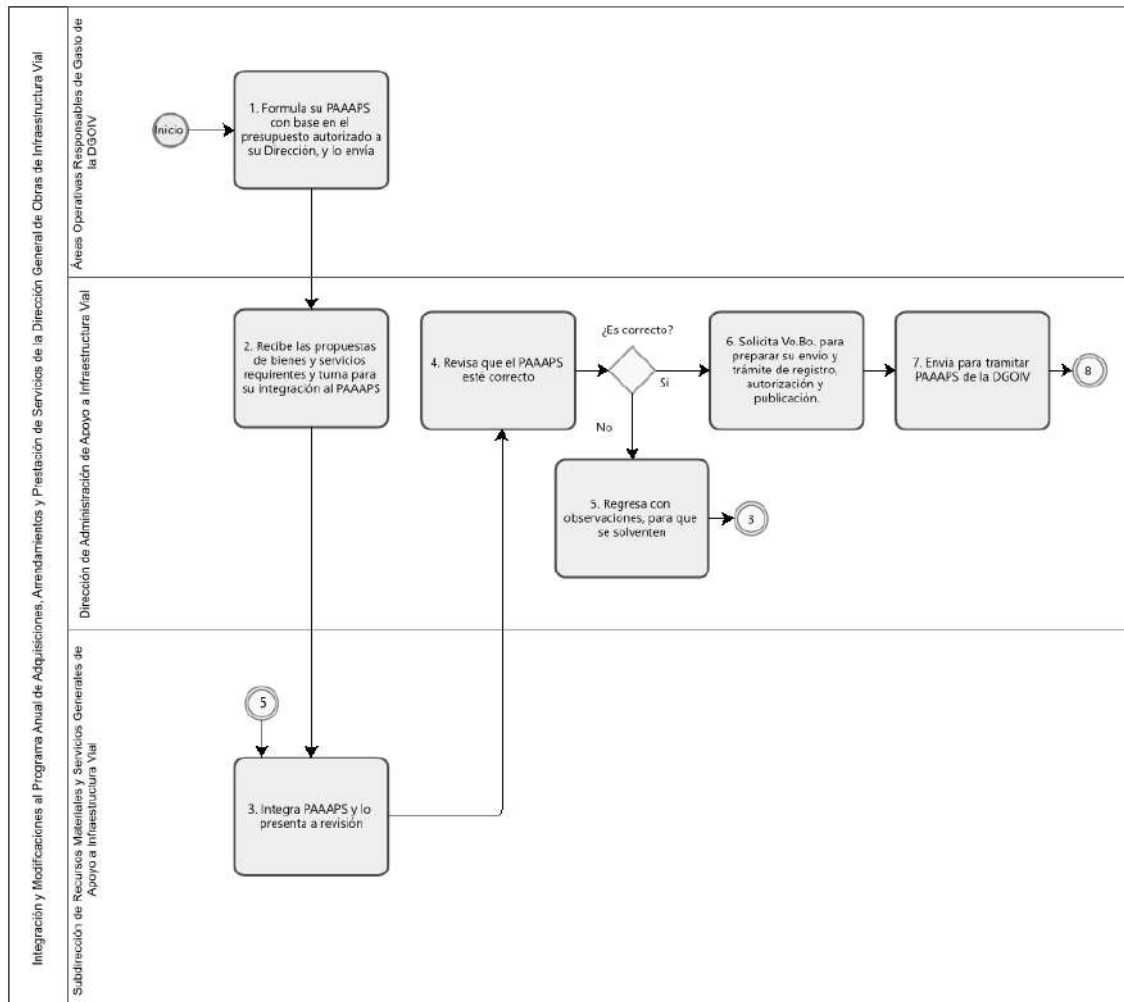 Integración y Modificaciones al Programa Anual de Adquisiciones, Arrendamientos y Prestación de Servicios de la Dirección General de Obras de Infraestructura Vial
Áreas Operativas Responsables de Gasto de
la DGOIV
Inicio
1. Formula su PAAAPS
con base en el
presupuesto autorizado a
su Dirección, y lo envía
Dirección de Administración de Apoyo a Infraestructura Vial
2. Recibe las propuestas
de bienes y servicios
requirentes y turna para
su integración al PAAAPS
4. Revisa que el PAAAPS
esté correcto
¿Es correcto?
Si
No
6. Solicita Vo.Bo. para
preparar su envío y
trámite de registro,
autorización y
publicación.
7. Envia para tramitar
PAAAPS de la DGOIV
8
5. Regresa con
observaciones, para que
se solventen
3
Subdirección de Recursos Materiales y Servicios Generales de
Apoyo a Infraestructura Vial
5
3. Integra PAAAPS y lo
presenta a revisión